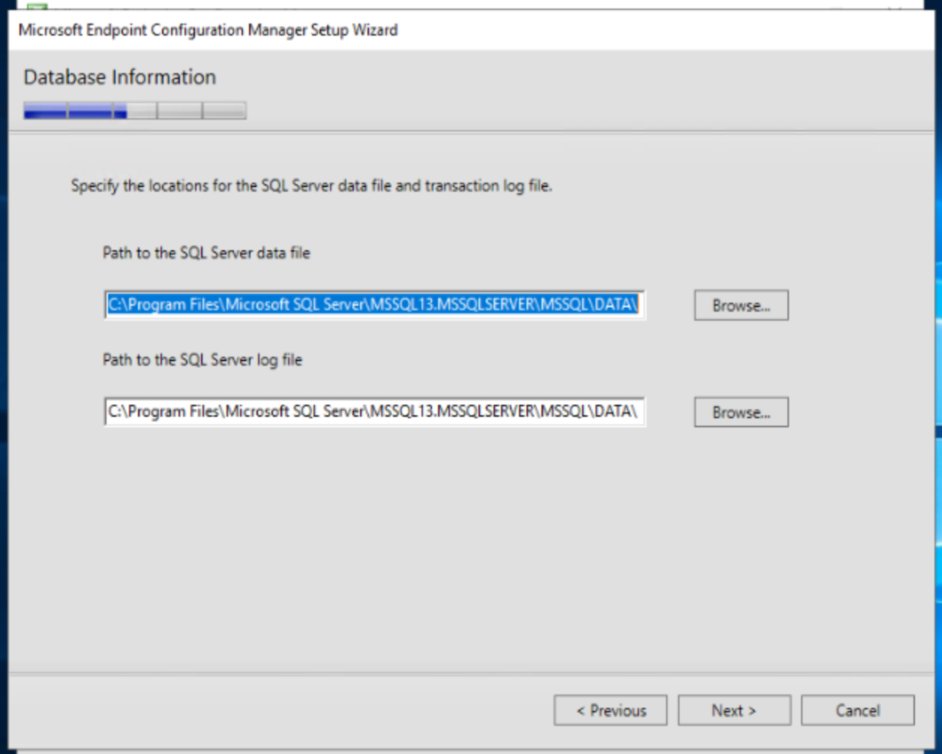 Microsoft Endpoint Configuration Manager Setup Wizard
Database Information
Specify the locations for the SQL Server data file and transaction log file.
Path to the SQL Server data file
C:\Program Files\Microsoft SQL Server\MSSQL13.MSSQLSERVER\MSSQL\DATA\
Browse...
Path to the SQL Server log file
C:\Program Files\Microsoft SQL Server\MSSQL13.MSSQLSERVER\MSSQL\DATA\
Browse...
< Previous
Next >
Cancel